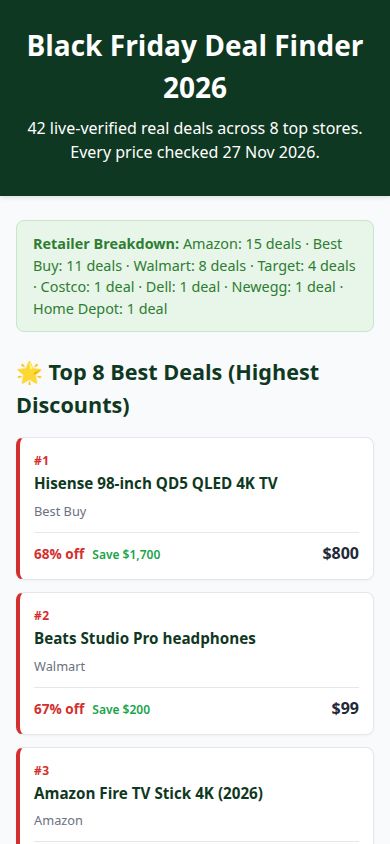 Black Friday Deal Finder
2026
42 live-verified real deals across 8 top stores.
Every price checked 27 Nov 2026.
Retailer Breakdown: Amazon: 15 deals · Best
Buy: 11 deals · Walmart: 8 deals · Target: 4 deals
· Costco: 1 deal · Dell: 1 deal · Newegg: 1 deal ·
Home Depot: 1 deal
🌟 Top 8 Best Deals (Highest
Discounts)
#1
Hisense 98-inch QD5 QLED 4K TV
Best Buy
68% off Save $1,700 $800
#2
Beats Studio Pro headphones
Walmart
67% off Save $200 $99
#3
Amazon Fire TV Stick 4K (2026)
Amazon